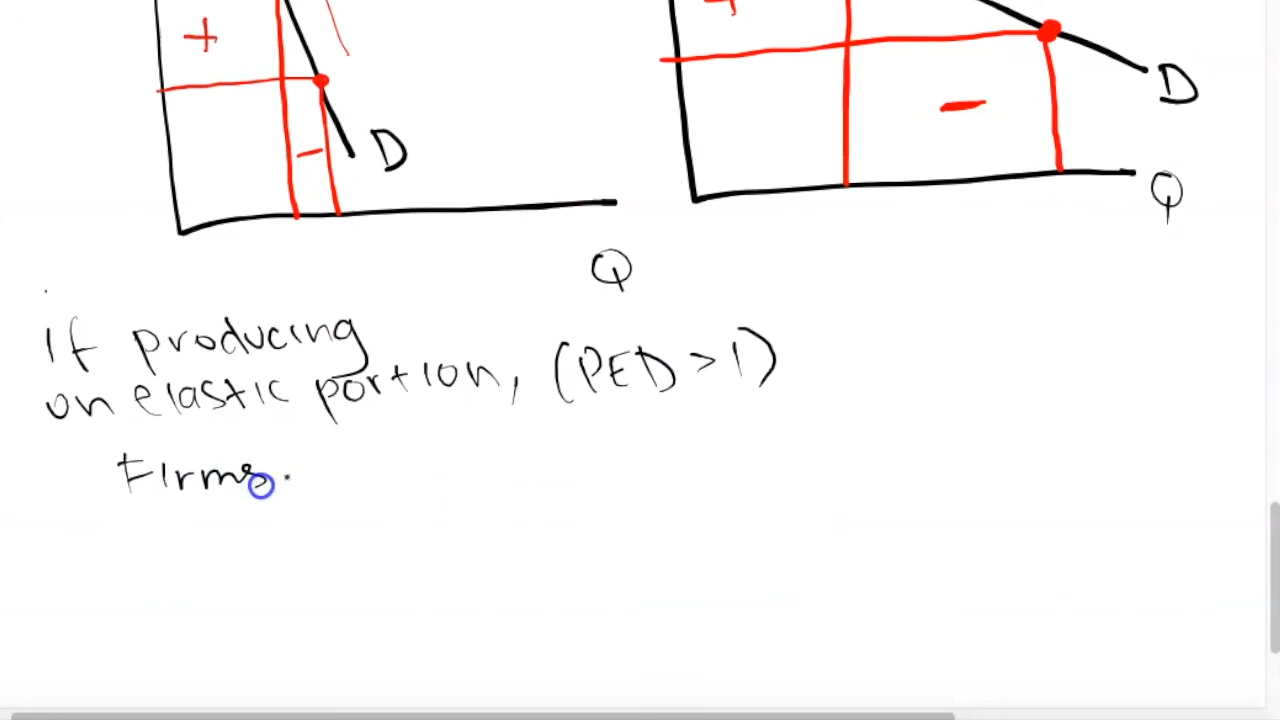 +
-
D
Q
-
D
Q
If producing
on elastic portion, (PED > 1)
Firms.